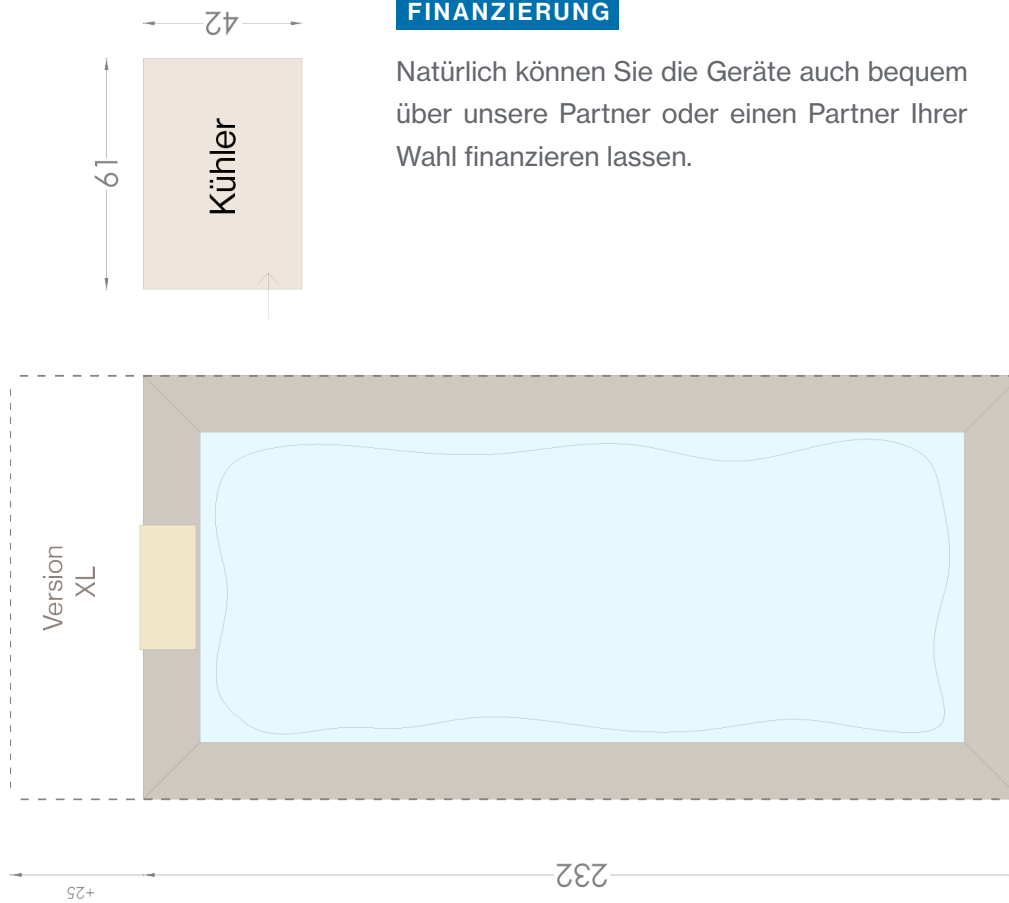 42
FINANZIERUNG
Natürlich können Sie die Geräte auch bequem
über unsere Partner oder einen Partner Ihrer
Wahl finanzieren lassen.
61
Kühler
Version
XL
232
+25